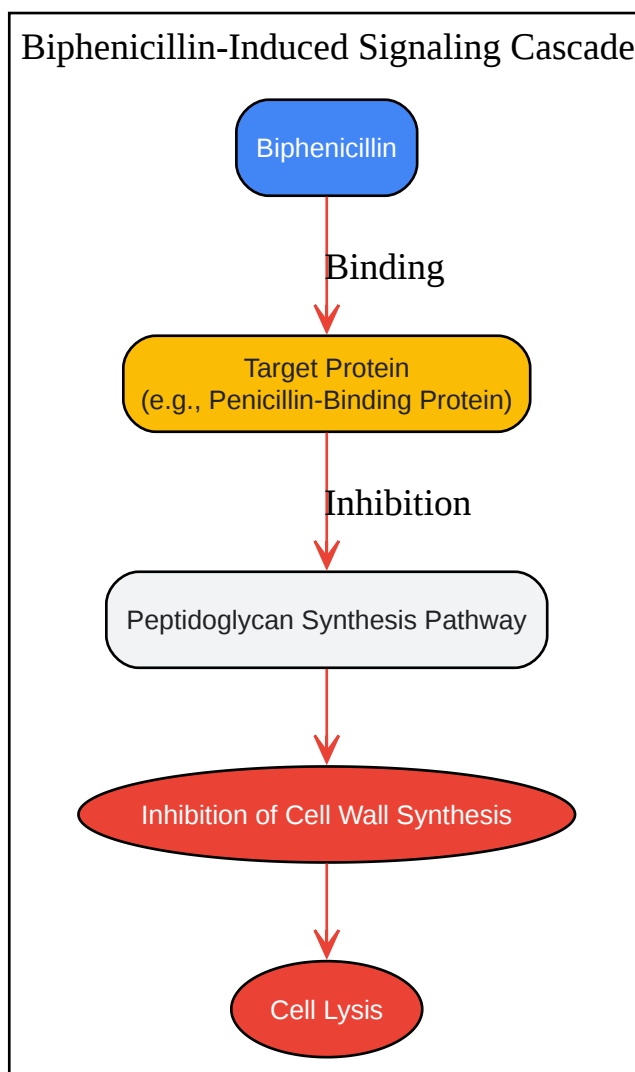 Biphenicillin-Induced Signaling Cascade
Biphenicillin
Binding
Target Protein
(e.g., Penicillin-Binding Protein)
Inhibition
Peptidoglycan Synthesis Pathway
Inhibition of Cell Wall Synthesis
Cell Lysis